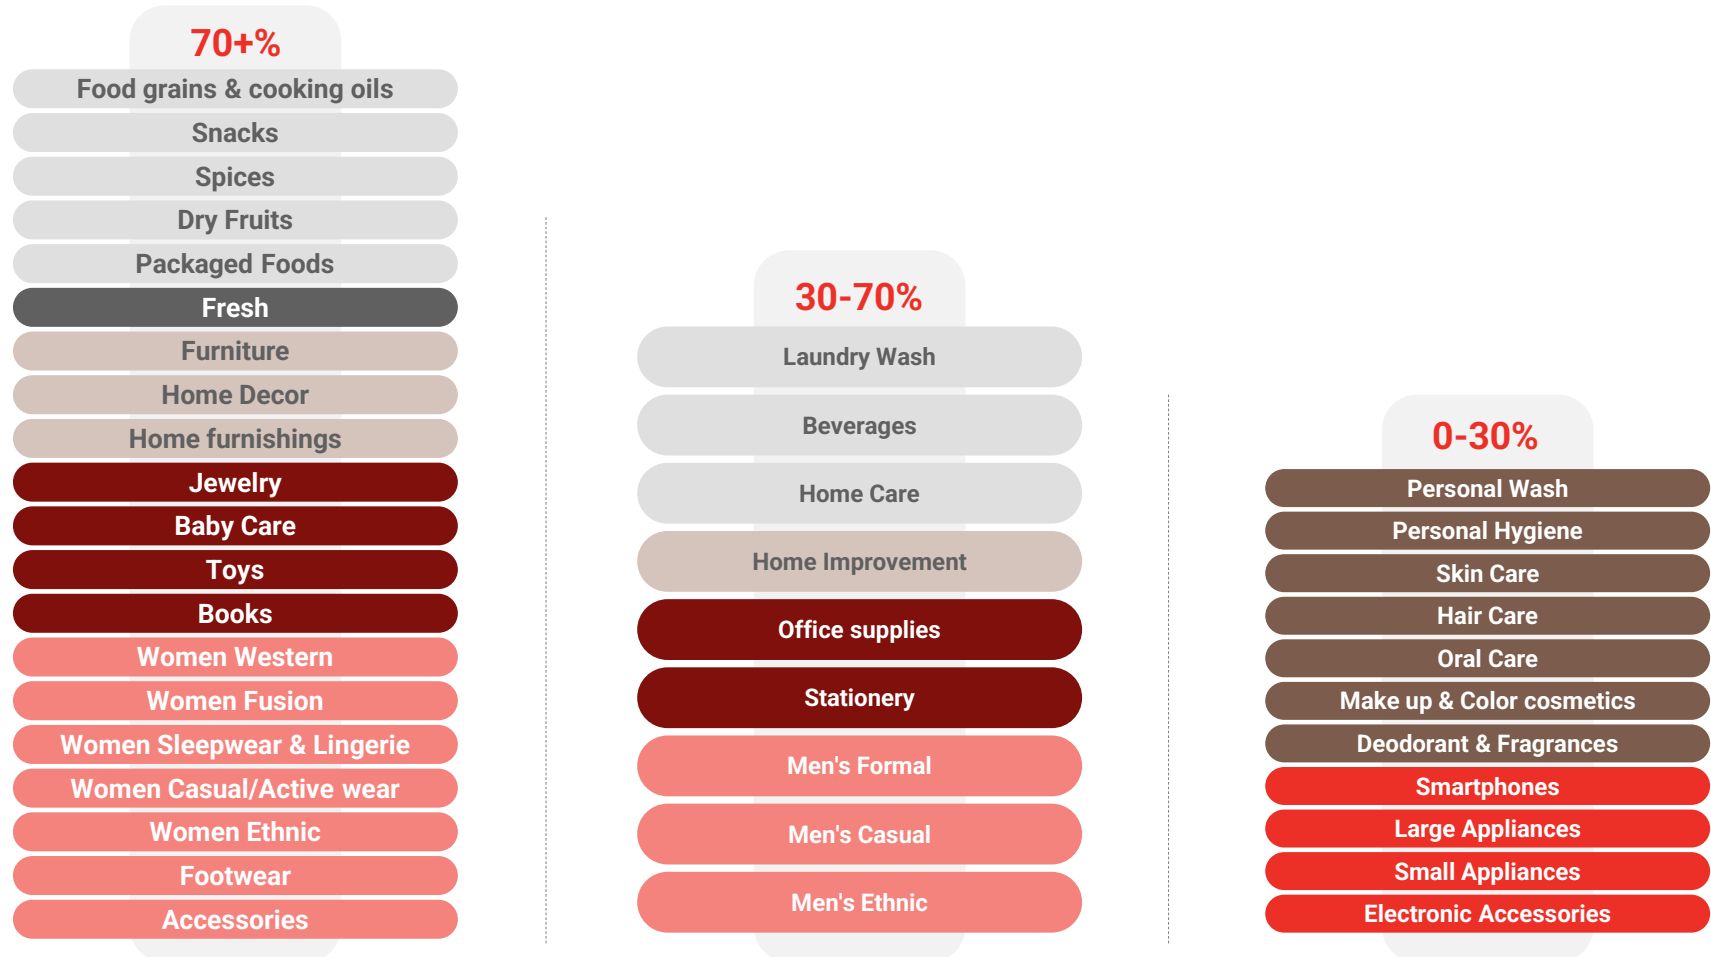 70+%
Food grains & cooking oils
Snacks
Spices
Dry Fruits
Packaged Foods
Fresh
Furniture
Home Decor
Home furnishings
Jewelry
Baby Care
Toys
Books
Women Western
Women Fusion
Women Sleepwear & Lingerie
Women Casual/Active wear
Women Ethnic
Footwear
Accessories
30-70%
Laundry Wash
Beverages
Home Care
Home Improvement
Office supplies
Stationery
Men's Formal
Men's Casual
Men's Ethnic
0-30%
Personal Wash
Personal Hygiene
Skin Care
Hair Care
Oral Care
Make up & Color cosmetics
Deodorant & Fragrances
Smartphones
Large Appliances
Small Appliances
Electronic Accessories